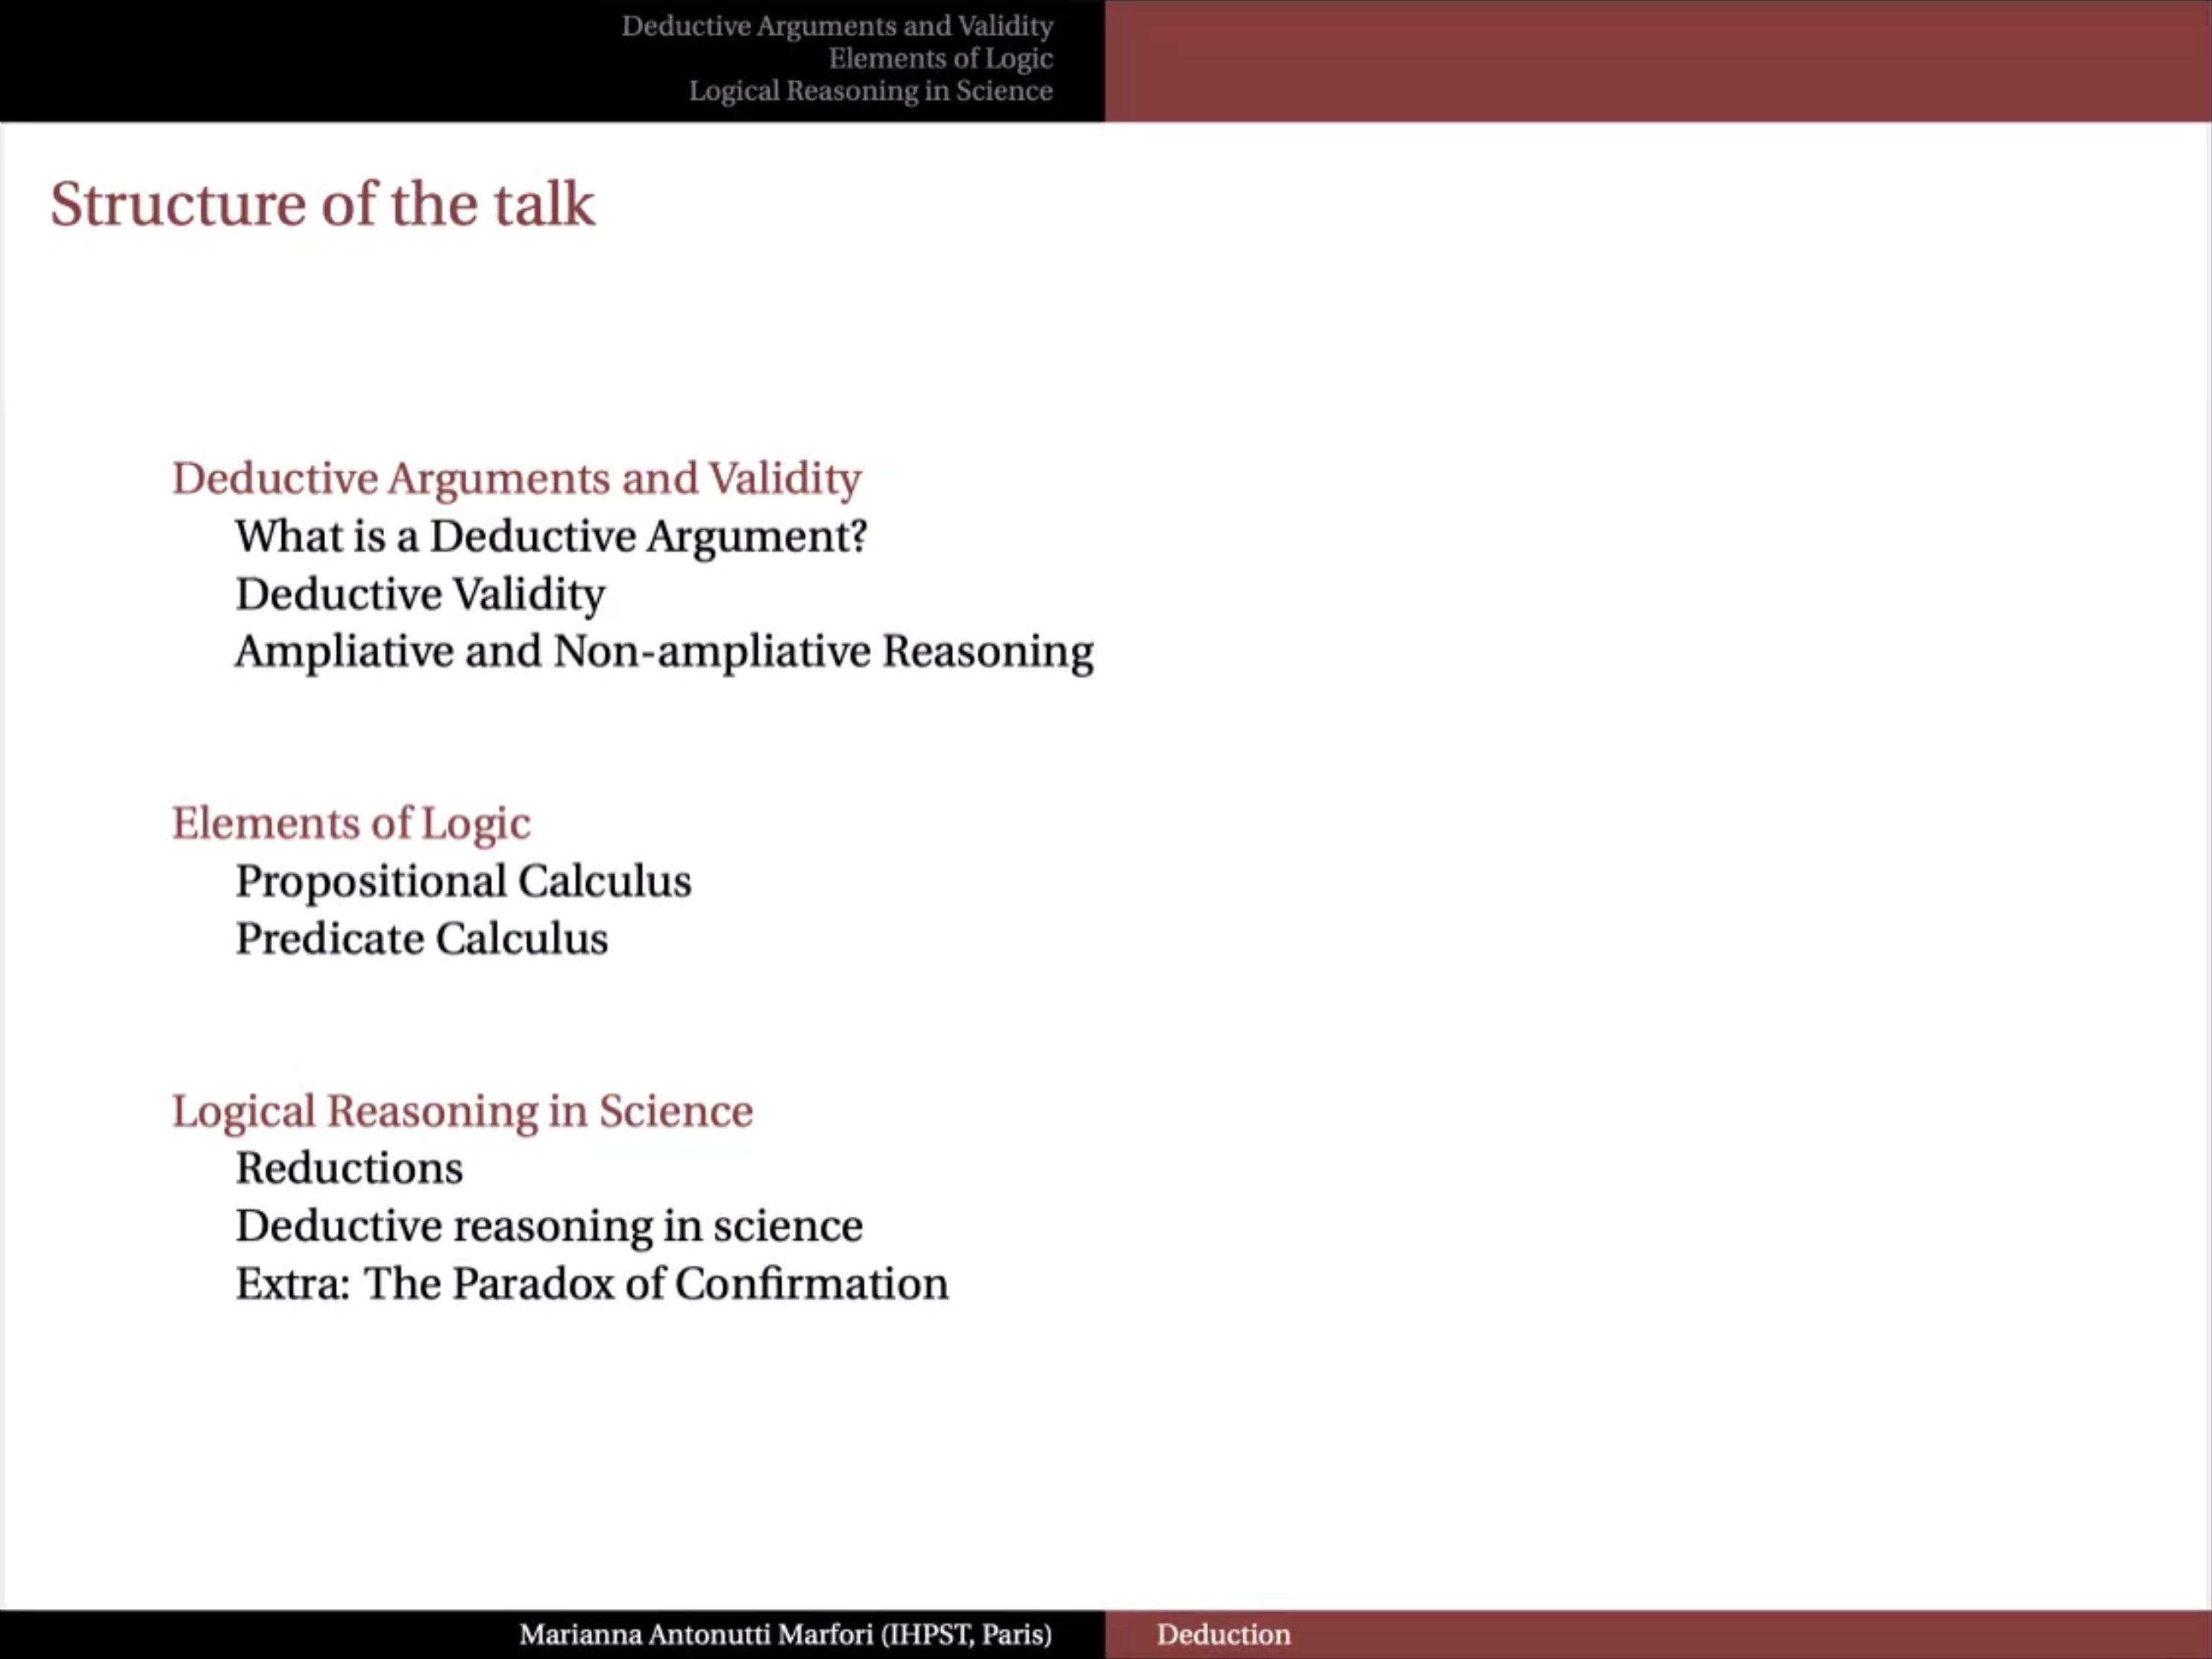 Deductive Arguments and Validity
Elements of Logic
Logical Reasoning in Science
Structure of the talk
Deductive Arguments and Validity
What is a Deductive Argument?
Deductive Validity
Ampliative and Non-ampliative Reasoning
Elements of Logic
Propositional Calculus
Predicate Calculus
Logical Reasoning in Science
Reductions
Deductive reasoning in science
Extra: The Paradox of Confirmation
Marianna Antonutti Marfori (IHPST, Paris)
Deduction